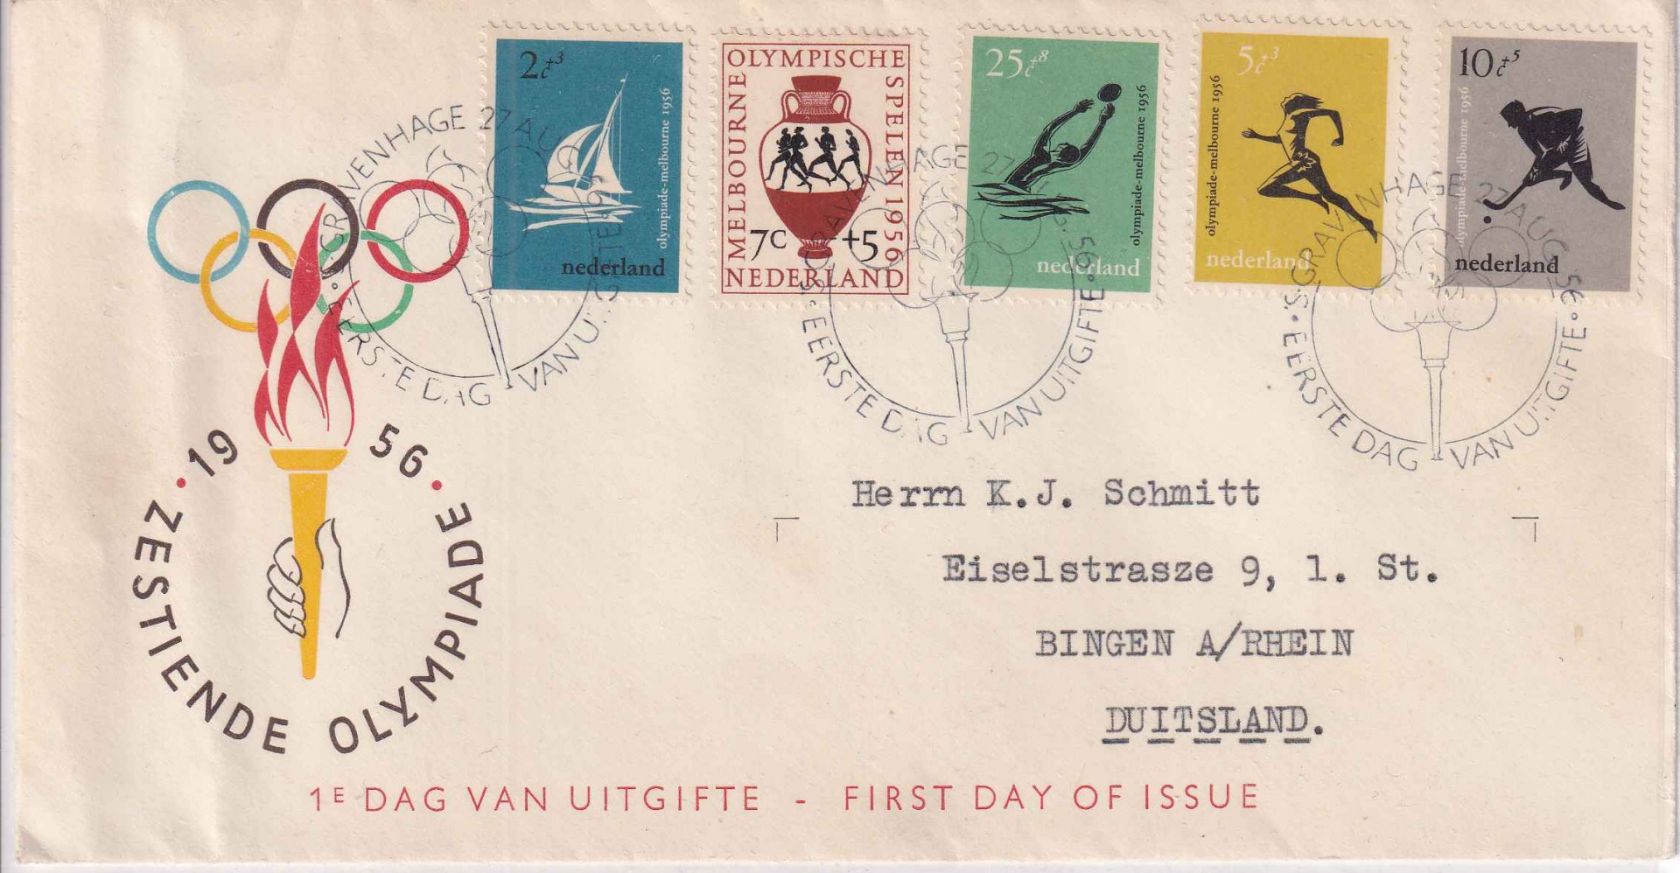 2c+3
olympiade-melbourne 1956
nederland
OLYMPISCHE
SPELEN 1956
MELBOURNE
7C +5
NEDERLAND
25c+8
olympiade-melbourne 1956
nederland
5c+3
olympiade-melbourne 1956
nederland
10c+5
olympiade-melbourne 1956
nederland
'S-GRAVENHAGE 27 AUG. 56
EERSTE DAG VAN UITGIFTE
'S-GRAVENHAGE 27 AUG. 56
EERSTE DAG VAN UITGIFTE
'S-GRAVENHAGE 27 AUG. 56
EERSTE DAG VAN UITGIFTE
19 56
ZESTIENDE OLYMPIADE
Herrn K.J. Schmitt
Eiselstrasze 9, 1. St.
BINGEN A/RHEIN
DUITSLAND.
1E DAG VAN UITGIFTE - FIRST DAY OF ISSUE